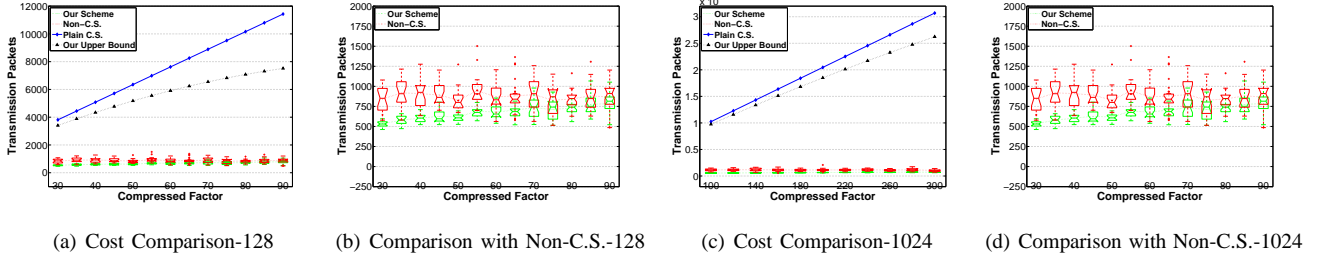 12000
10000
8000
6000
4000
2000
0
Transmission Packets
Our Scheme
Non−C.S.
Plain C.S.
Our Upper Bound
30 40 50 60 70 80 90
Compressed Factor
(a) Cost Comparison-128
2000
1750
1500
1250
1000
750
500
250
0
−250
Transmission Packets
Our Scheme
Non−C.S.
30 40 50 60 70 80 90
Compressed Factor
(b) Comparison with Non-C.S.-128
3
2.5
2
1.5
1
0.5
0
Transmission Packets
Our Scheme
Non−C.S.
Plain C.S.
Our Upper Bound
100 140 180 220 260 300
Compressed Factor
(c) Cost Comparison-1024
2000
1750
1500
1250
1000
750
500
250
0
−250
Transmission Packets
Our Scheme
Non−C.S.
30 40 50 60 70 80 90
Compressed Factor
(d) Comparison with Non-C.S.-1024